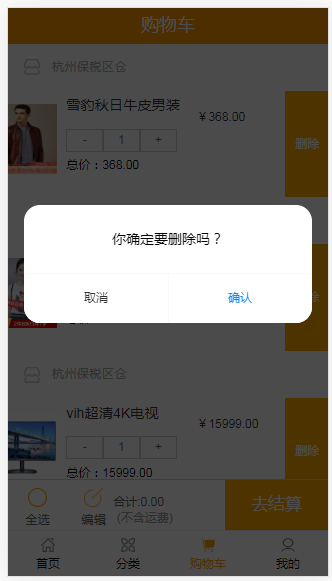 购物车
杭州保税区仓
雪豹秋日牛皮男装
￥368.00
- 1 +
删除
总价：368.00
你确定要删除吗？
取消 确认
杭州保税区仓
vih超清4K电视
￥15999.00
- 1 +
删除
总价：15999.00
全选 编辑
合计:0.00
(不含运费)
去结算
首页 分类 购物车 我的